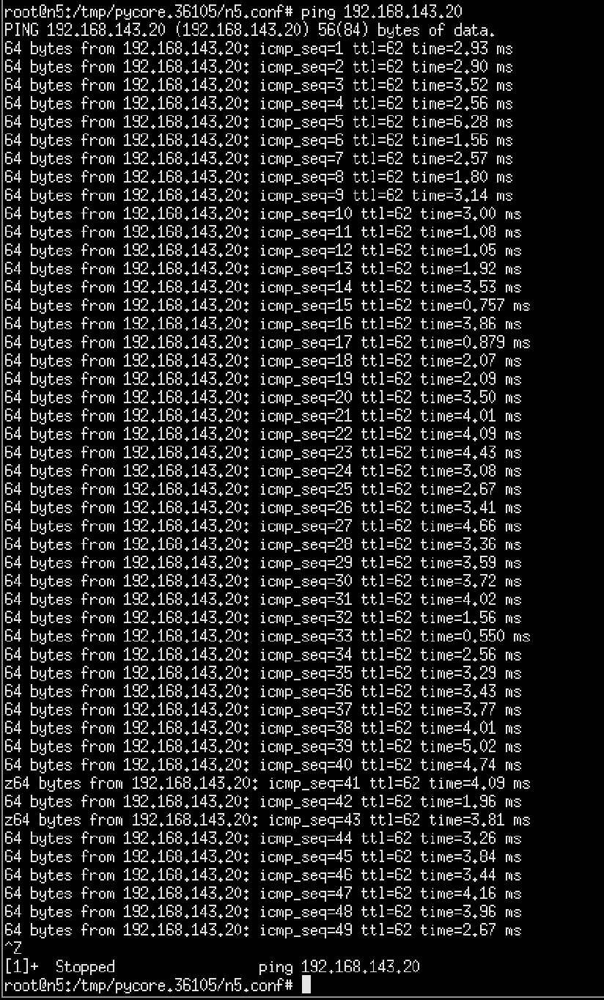 root@n5:/tmp/pycore.36105/n5.conf# ping 192.168.143.20
PING 192.168.143.20 (192.168.143.20) 56(84) bytes of data.
64 bytes from 192.168.143.20: icmp_seq=1 ttl=62 time=2.93 ms
64 bytes from 192.168.143.20: icmp_seq=2 ttl=62 time=2.90 ms
64 bytes from 192.168.143.20: icmp_seq=3 ttl=62 time=3.52 ms
64 bytes from 192.168.143.20: icmp_seq=4 ttl=62 time=2.56 ms
64 bytes from 192.168.143.20: icmp_seq=5 ttl=62 time=6.28 ms
64 bytes from 192.168.143.20: icmp_seq=6 ttl=62 time=1.56 ms
64 bytes from 192.168.143.20: icmp_seq=7 ttl=62 time=2.57 ms
64 bytes from 192.168.143.20: icmp_seq=8 ttl=62 time=1.80 ms
64 bytes from 192.168.143.20: icmp_seq=9 ttl=62 time=3.14 ms
64 bytes from 192.168.143.20: icmp_seq=10 ttl=62 time=3.00 ms
64 bytes from 192.168.143.20: icmp_seq=11 ttl=62 time=1.08 ms
64 bytes from 192.168.143.20: icmp_seq=12 ttl=62 time=1.05 ms
64 bytes from 192.168.143.20: icmp_seq=13 ttl=62 time=1.92 ms
64 bytes from 192.168.143.20: icmp_seq=14 ttl=62 time=3.53 ms
64 bytes from 192.168.143.20: icmp_seq=15 ttl=62 time=0.757 ms
64 bytes from 192.168.143.20: icmp_seq=16 ttl=62 time=3.86 ms
64 bytes from 192.168.143.20: icmp_seq=17 ttl=62 time=0.879 ms
64 bytes from 192.168.143.20: icmp_seq=18 ttl=62 time=2.07 ms
64 bytes from 192.168.143.20: icmp_seq=19 ttl=62 time=2.09 ms
64 bytes from 192.168.143.20: icmp_seq=20 ttl=62 time=3.50 ms
64 bytes from 192.168.143.20: icmp_seq=21 ttl=62 time=4.01 ms
64 bytes from 192.168.143.20: icmp_seq=22 ttl=62 time=4.09 ms
64 bytes from 192.168.143.20: icmp_seq=23 ttl=62 time=4.43 ms
64 bytes from 192.168.143.20: icmp_seq=24 ttl=62 time=3.08 ms
64 bytes from 192.168.143.20: icmp_seq=25 ttl=62 time=2.67 ms
64 bytes from 192.168.143.20: icmp_seq=26 ttl=62 time=3.41 ms
64 bytes from 192.168.143.20: icmp_seq=27 ttl=62 time=4.66 ms
64 bytes from 192.168.143.20: icmp_seq=28 ttl=62 time=3.36 ms
64 bytes from 192.168.143.20: icmp_seq=29 ttl=62 time=3.59 ms
64 bytes from 192.168.143.20: icmp_seq=30 ttl=62 time=3.72 ms
64 bytes from 192.168.143.20: icmp_seq=31 ttl=62 time=4.02 ms
64 bytes from 192.168.143.20: icmp_seq=32 ttl=62 time=1.56 ms
64 bytes from 192.168.143.20: icmp_seq=33 ttl=62 time=0.550 ms
64 bytes from 192.168.143.20: icmp_seq=34 ttl=62 time=2.56 ms
64 bytes from 192.168.143.20: icmp_seq=35 ttl=62 time=3.29 ms
64 bytes from 192.168.143.20: icmp_seq=36 ttl=62 time=3.43 ms
64 bytes from 192.168.143.20: icmp_seq=37 ttl=62 time=3.77 ms
64 bytes from 192.168.143.20: icmp_seq=38 ttl=62 time=4.01 ms
64 bytes from 192.168.143.20: icmp_seq=39 ttl=62 time=5.02 ms
64 bytes from 192.168.143.20: icmp_seq=40 ttl=62 time=4.74 ms
z64 bytes from 192.168.143.20: icmp_seq=41 ttl=62 time=4.09 ms
64 bytes from 192.168.143.20: icmp_seq=42 ttl=62 time=1.96 ms
z64 bytes from 192.168.143.20: icmp_seq=43 ttl=62 time=3.81 ms
64 bytes from 192.168.143.20: icmp_seq=44 ttl=62 time=3.26 ms
64 bytes from 192.168.143.20: icmp_seq=45 ttl=62 time=3.84 ms
64 bytes from 192.168.143.20: icmp_seq=46 ttl=62 time=3.44 ms
64 bytes from 192.168.143.20: icmp_seq=47 ttl=62 time=4.16 ms
64 bytes from 192.168.143.20: icmp_seq=48 ttl=62 time=3.96 ms
64 bytes from 192.168.143.20: icmp_seq=49 ttl=62 time=2.67 ms
^Z
[1]+  Stopped                 ping 192.168.143.20
root@n5:/tmp/pycore.36105/n5.conf#